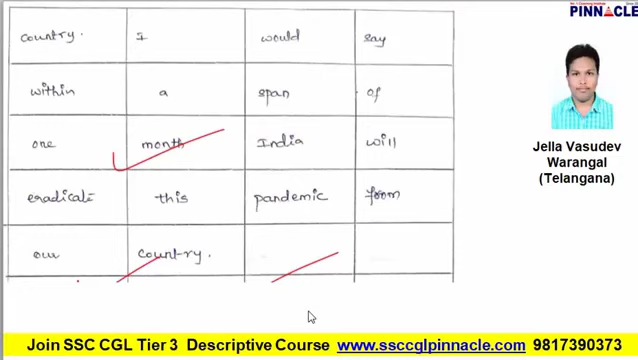 PINNACLE
country. I would say
within a span of
one month India will
eradicate this pandemic from
our country.
Jella Vasudev
Warangal
(Telangana)
Join SSC CGL Tier 3 Descriptive Course www.ssccglpinnacle.com 9817390373